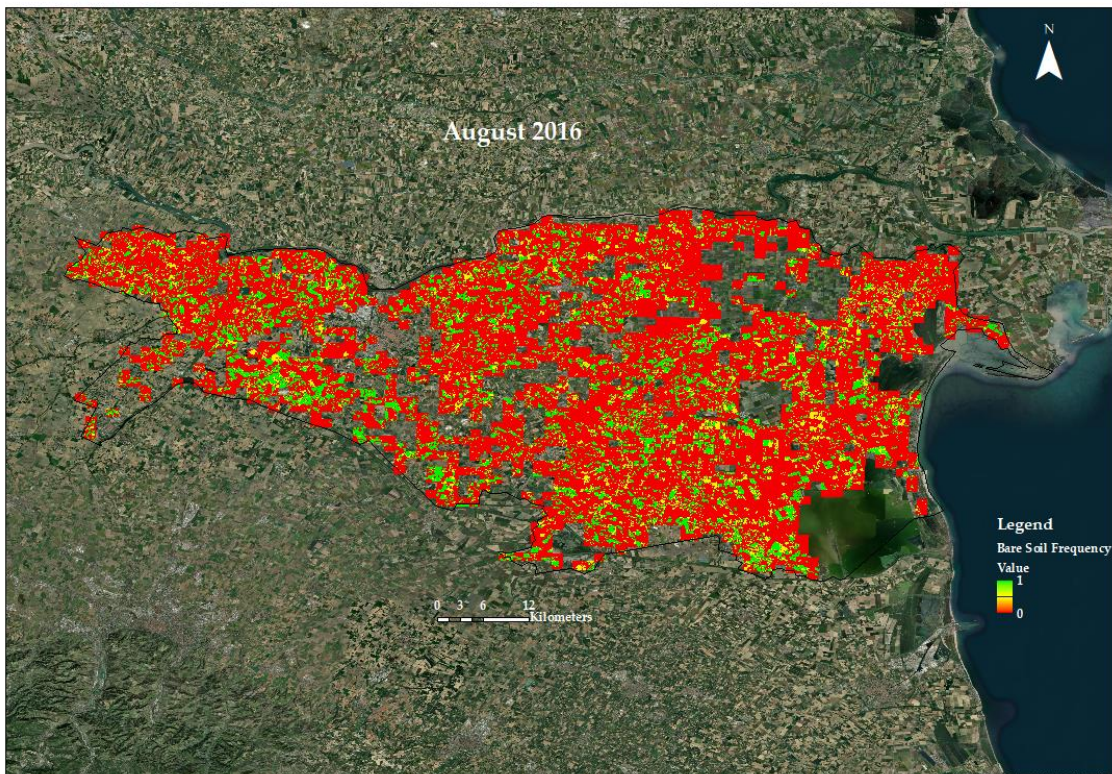 N
August 2016
Legend
Bare Soil Frequency
Value
1
0
0 3 6 12
Kilometers